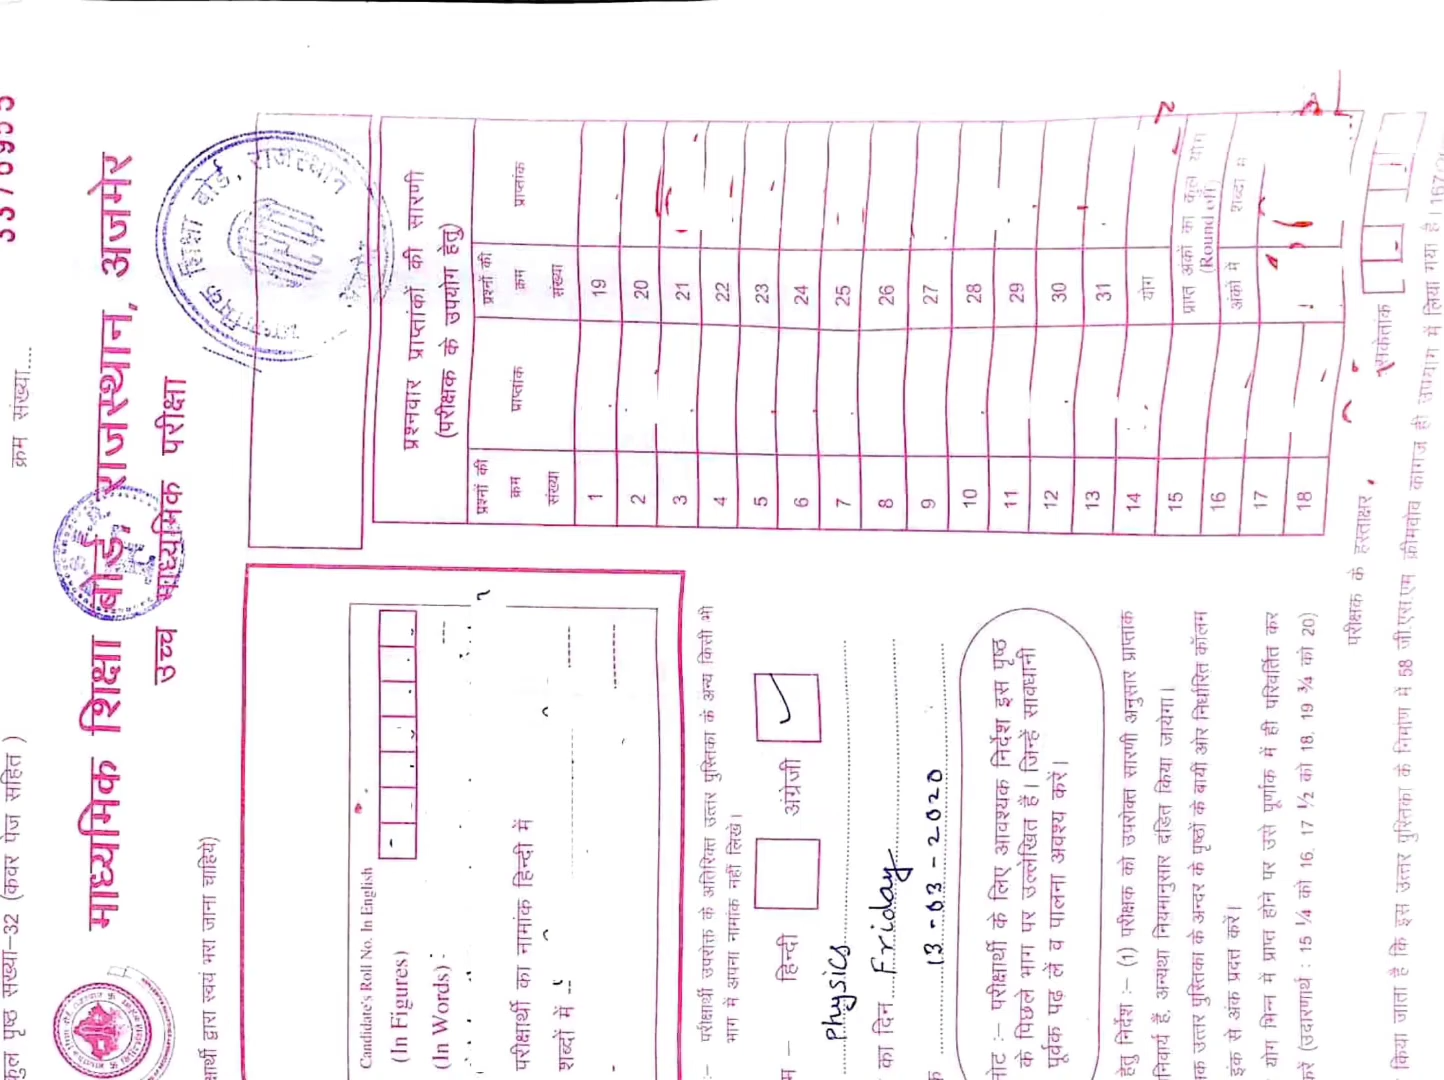 कुल पृष्ठ संख्या-32 (कवर पेज सहित )
क्रम संख्या....
माध्यमिक शिक्षा बोर्ड, राजस्थान, अजमेर
उच्च माध्यमिक परीक्षा
द्वारा स्वयं भरा जाना चाहिये)
Candidate's Roll No. In English
(In Figures)
(In Words)
परीक्षार्थी का नामांक हिन्दी में
शब्दों में
परीक्षार्थी उपरोक्त के अतिरिक्त उत्तर पुस्तिका के अन्य किसी भी
भाग में अपना नामांक नहीं लिखें।
हिन्दी
अंग्रेजी
Physics
का दिन Friday
13-03-2020
नोट :– परीक्षार्थी के लिए आवश्यक निर्देश इस पृष्ठ
के पिछले भाग पर उल्लेखित हैं। जिन्हें सावधानी
पूर्वक पढ़ लें व पालना अवश्य करें।
हेतु निर्देश :– (1) परीक्षक को उपरोक्त सारणी अनुसार प्राप्तांक
अनिवार्य हैं, अन्यथा नियमानुसार दंडित किया जायेगा।
उत्तर पुस्तिका के अन्दर के पृष्ठों के बायीं ओर निर्धारित कॉलम
इंक से अंक प्रदत्त करें।
योग भिन्न में प्राप्त होने पर उसे पूर्णांक में ही परिवर्तित कर
करें (उदाहरणार्थ : 15 ¼ को 16, 17 ½ को 18, 19 ¾ को 20)
प्रश्नवार प्राप्तांकों की सारणी
(परीक्षक के उपयोग हेतु)
प्रश्नों की क्रम संख्या
प्राप्तांक
प्रश्नों की क्रम संख्या
प्राप्तांक
1 19
2 20
3 21
4 22
5 23
6 24
7 25
8 26
9 27
10 28
11 29
12 30
13 31
14 योग
15 प्राप्त अंकों का कुल योग (Round off)
16 अंकों में शब्दों में
17
18
परीक्षक के हस्ताक्षर
संकेतांक
किया जाता है कि इस उत्तर पुस्तिका के निर्माण में 58 जी.एस.एम क्रीमवोव कागज ही उपयोग में लिया गया है।